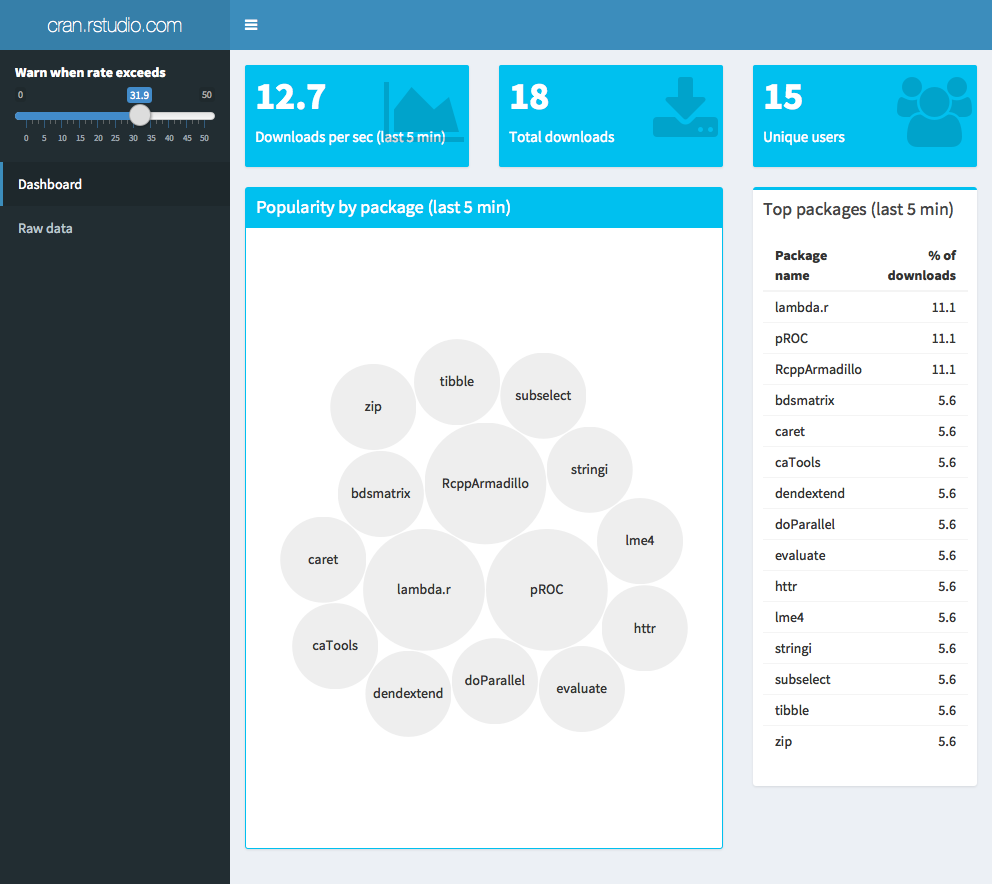 cran.rstudio.com
Warn when rate exceeds
0 31.9 50
0 5 10 15 20 25 30 35 40 45 50
Dashboard
Raw data
12.7
Downloads per sec (last 5 min)
18
Total downloads
15
Unique users
Popularity by package (last 5 min)
tibble
zip
subselect
stringi
RcppArmadillo
bdsmatrix
lme4
caret
lambda.r
pROC
httr
caTools
doParallel
evaluate
dendextend
Top packages (last 5 min)
Package name % of downloads
lambda.r 11.1
pROC 11.1
RcppArmadillo 11.1
bdsmatrix 5.6
caret 5.6
caTools 5.6
dendextend 5.6
doParallel 5.6
evaluate 5.6
httr 5.6
lme4 5.6
stringi 5.6
subselect 5.6
tibble 5.6
zip 5.6